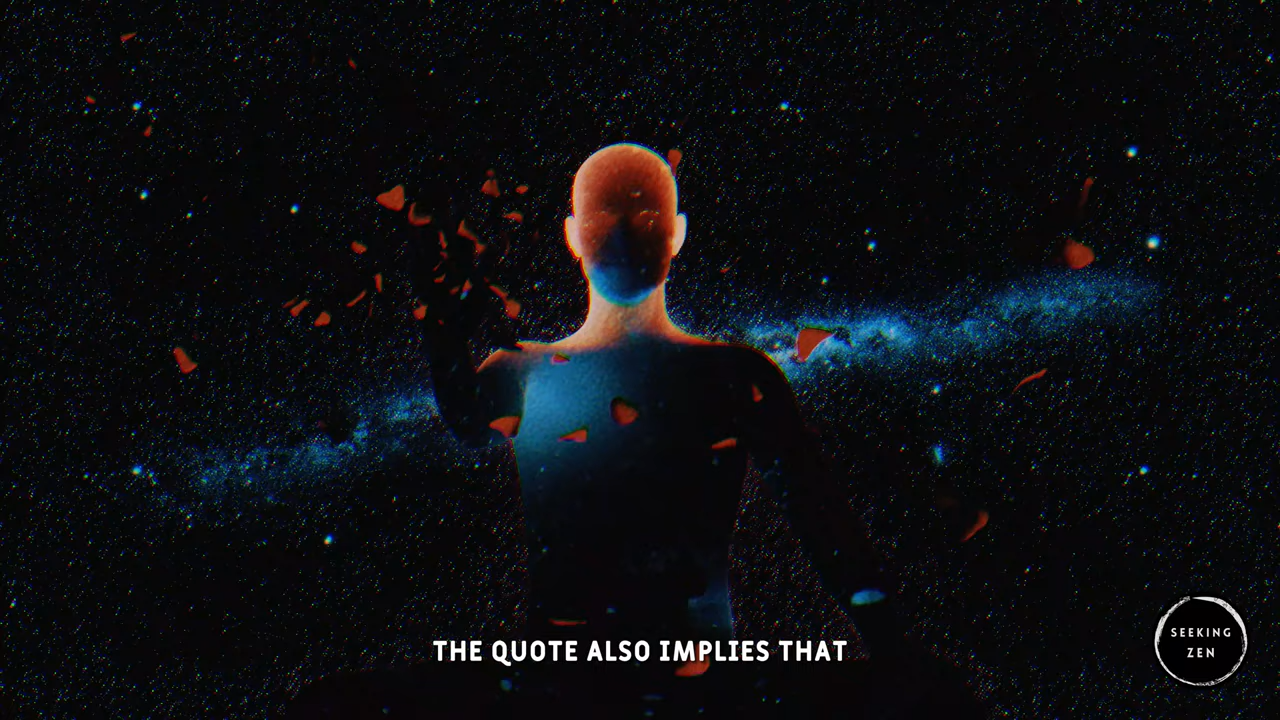 THE QUOTE ALSO IMPLIES THAT
SEEKING
ZEN